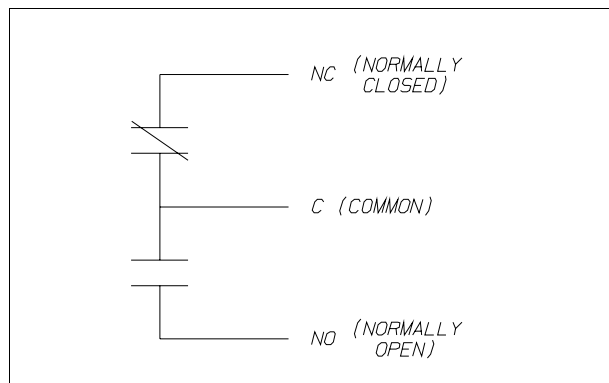 NC (NORMALLY
CLOSED)
C (COMMON)
NO (NORMALLY
OPEN)